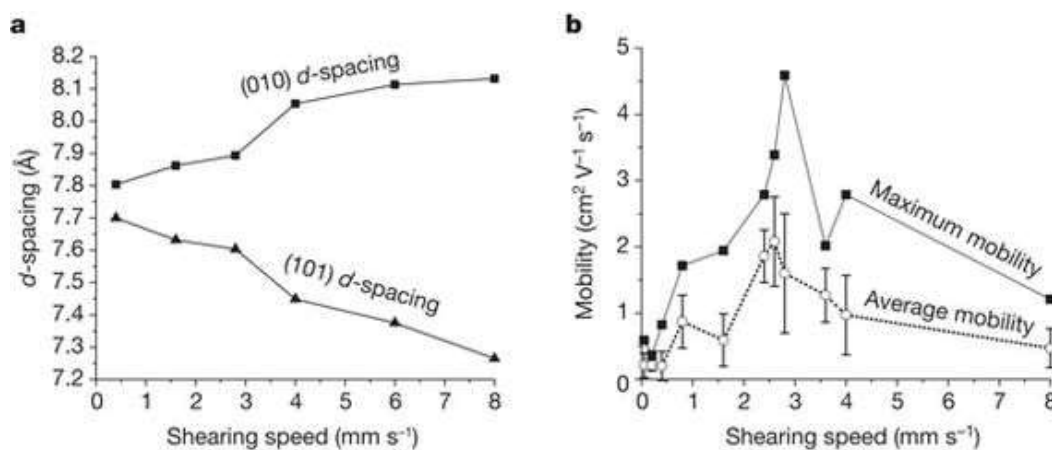 a
8.2
8.1
8.0
7.9
7.8
7.7
7.6
7.5
7.4
7.3
7.2
d-spacing (Å)
(010) d-spacing
(101) d-spacing
0 1 2 3 4 5 6 7 8
Shearing speed (mm s⁻¹)
b
5
4
3
2
1
0
Mobility (cm² V⁻¹ s⁻¹)
Maximum mobility
Average mobility
0 1 2 3 4 5 6 7 8
Shearing speed (mm s⁻¹)